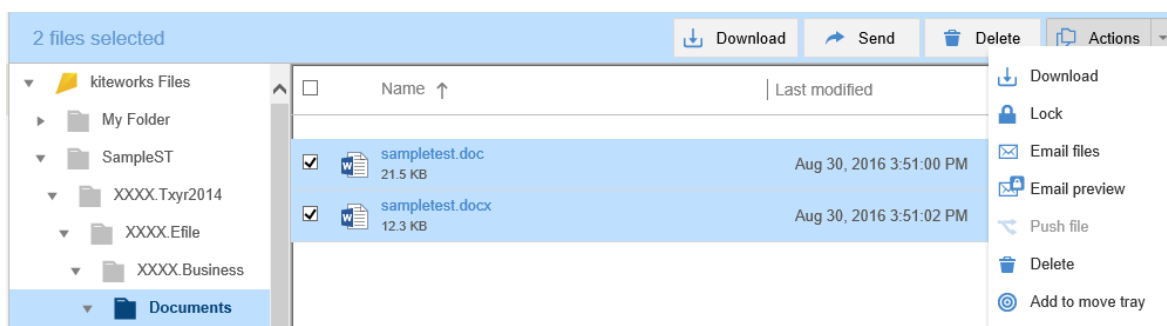 2 files selected
Download
Send
Delete
Actions
kiteworks Files
My Folder
SampleST
XXXX.Txyr2014
XXXX.Efile
XXXX.Business
Documents
Name
Last modified
sampletest.doc
21.5 KB
Aug 30, 2016 3:51:00 PM
sampletest.docx
12.3 KB
Aug 30, 2016 3:51:02 PM
Download
Lock
Email files
Email preview
Push file
Delete
Add to move tray